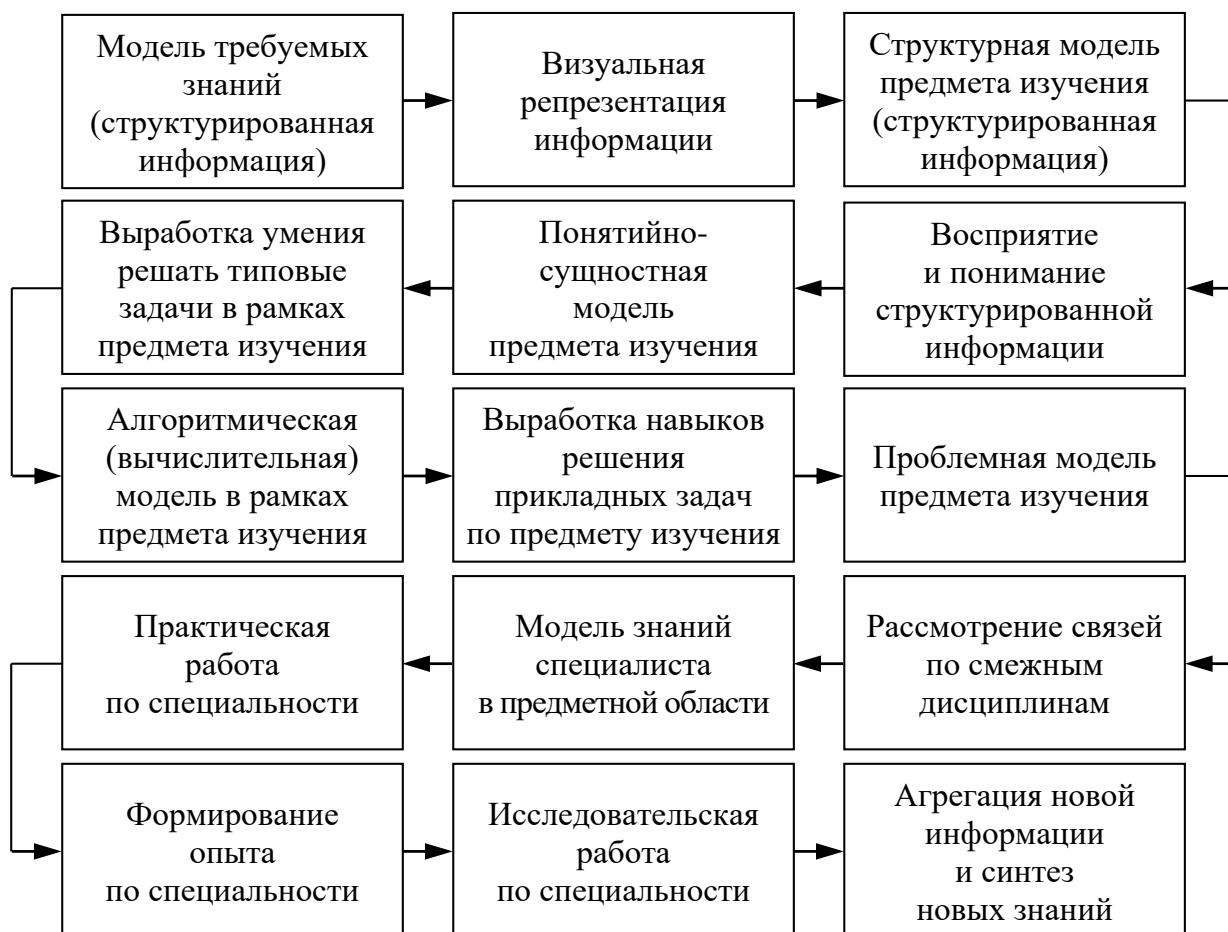 Модель требуемых
знаний
(структурированная
информация)
Визуальная
репрезентация
информации
Структурная модель
предмета изучения
(структурированная
информация)
Выработка умения
решать типовые
задачи в рамках
предмета изучения
Понятийно-
сущностная
модель
предмета изучения
Восприятие
и понимание
структурированной
информации
Алгоритмическая
(вычислительная)
модель в рамках
предмета изучения
Выработка навыков
решения
прикладных задач
по предмету изучения
Проблемная модель
предмета изучения
Практическая
работа
по специальности
Модель знаний
специалиста
в предметной области
Рассмотрение связей
по смежным
дисциплинам
Формирование
опыта
по специальности
Исследовательская
работа
по специальности
Агрегация новой
информации
и синтез
новых знаний